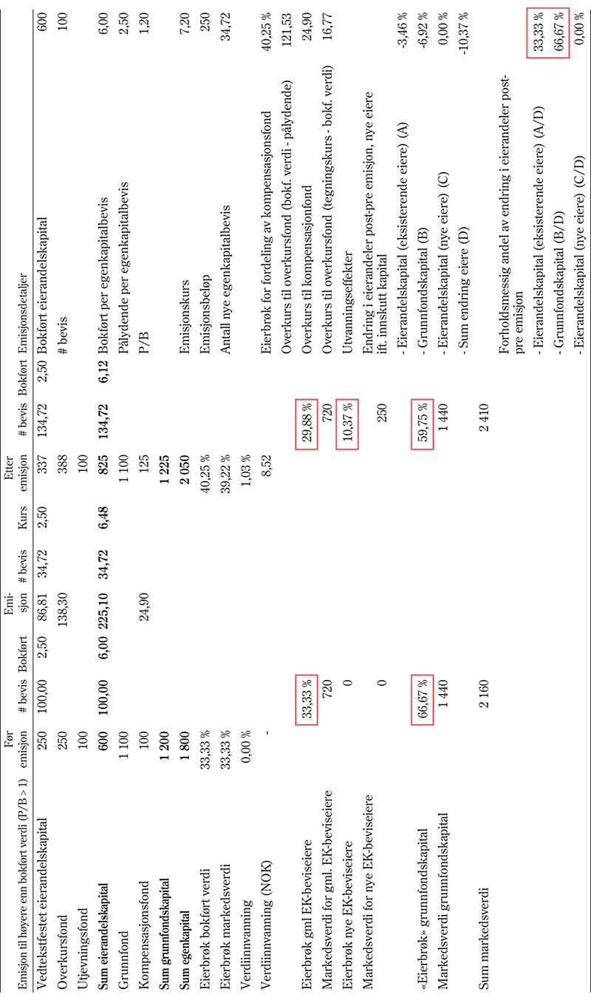 Emisjon til høyere enn bokført verdi (P/B > 1) Før emisjon # bevis Bokført Emi-sjon # bevis Kurs Etter emisjon # bevis Bokført Emisjonsdetaljer
Vedtekstfestet eierandelskapital 250 100,00 2,50 86,81 34,72 2,50 337 134,72 2,50 Bokført eierandelskapital 600
Overkursfond 250 138,30 388 # bevis 100
Utjevningsfond 100 100
Sum eierandelskapital 600 100,00 6,00 225,10 34,72 6,48 825 134,72 6,12 Bokført per egenkapitalbevis 6,00
Grunnfond 1 100 1 100 Pålydende per egenkapitalbevis 2,50
Kompensasjonsfond 100 24,90 125 P/B 1,20
Sum grunnfondskapital 1 200 1 225
Sum egenkapital 1 800 2 050 Emisjonskurs 7,20
Eierbrøk bokført verdi 33,33 % 40,25 % Emisjonsbeløp 250
Eierbrøk markedsverdi 33,33 % 39,22 % Antall nye egenkapitalbevis 34,72
Verdiinnvanning 0,00 % 1,03 %
Verdiinnvanning (NOK) - 8,52 Eierbrøk for fordeling av kompensasjonsfond 40,25 %
Overkurs til overkursfond (bokf. verdi - pålydende) 121,53
Eierbrøk gml EK-beviseiere 33,33 % 29,88 % Overkurs til kompensasjonfond 24,90
Markedsverdi for gml. EK-beviseiere 720 720 Overkurs til overkursfond (tegningskurs - bokf. verdi) 16,77
Eierbrøk nye EK-beviseiere 0 10,37 % Utvanningseffekter
Markedsverdi for nye EK-beviseiere 0 250 Endring i eierandeler post-pre emisjon, nye eiere
ift. innskutt kapital
- Eierandelskapital (eksisterende eiere) (A) -3,46 %
«Eierbrøk» grunnfondskapital 66,67 % 59,75 % - Grunnfondskapital (B) -6,92 %
Markedsverdi grunnfondskapital 1 440 1 440 - Eierandelskapital (nye eiere) (C) 0,00 %
- Sum endring eiere (D) -10,37 %
Sum markedsverdi 2 160 2 410
Forholdsmessig andel av endring i eierandeler post-
pre emisjon
- Eierandelskapital (eksisterende eiere) (A/D) 33,33 %
- Grunnfondskapital (B/D) 66,67 %
- Eierandelskapital (nye eiere) (C/D) 0,00 %